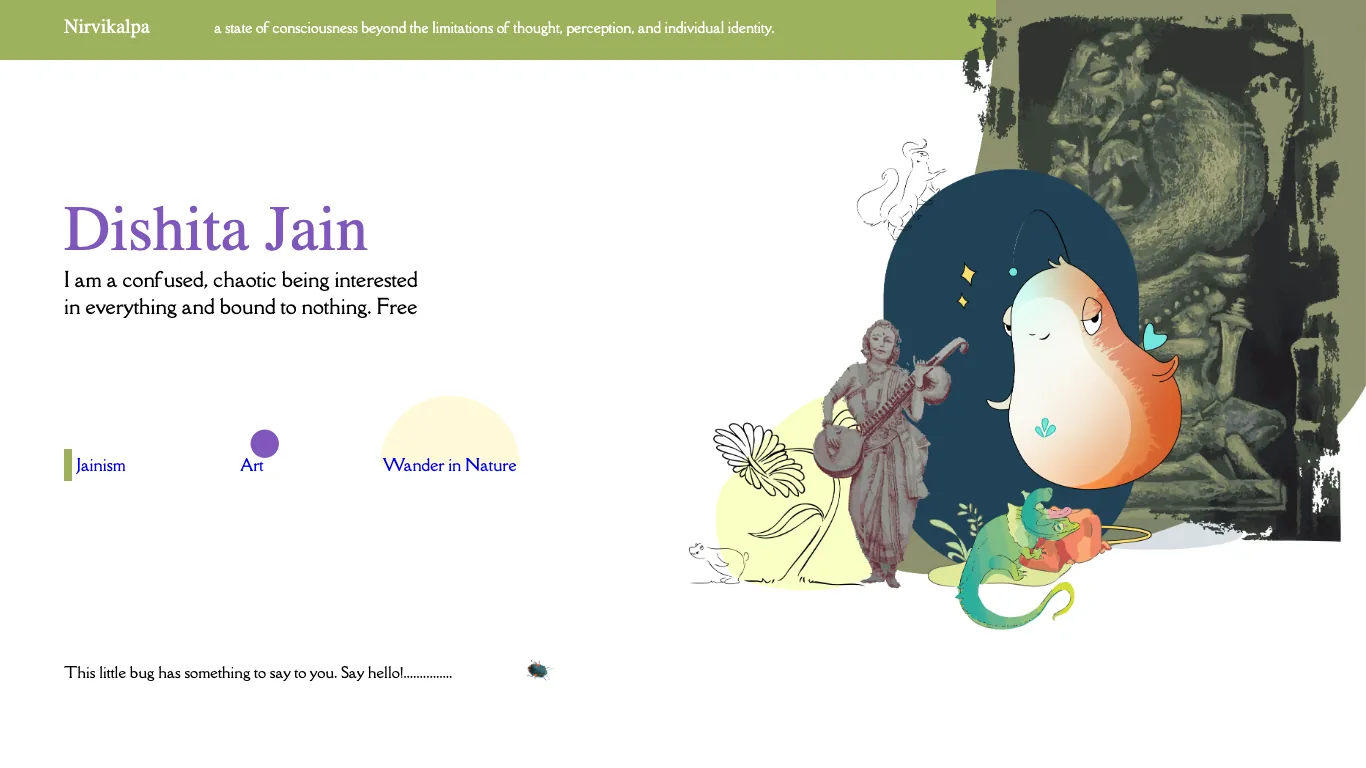 Nirvikalpa
a state of consciousness beyond the limitations of thought, perception, and individual identity.
Dishita Jain
I am a confused, chaotic being interested
in everything and bound to nothing. Free
Jainism
Art
Wander in Nature
This little bug has something to say to you. Say hello!...............